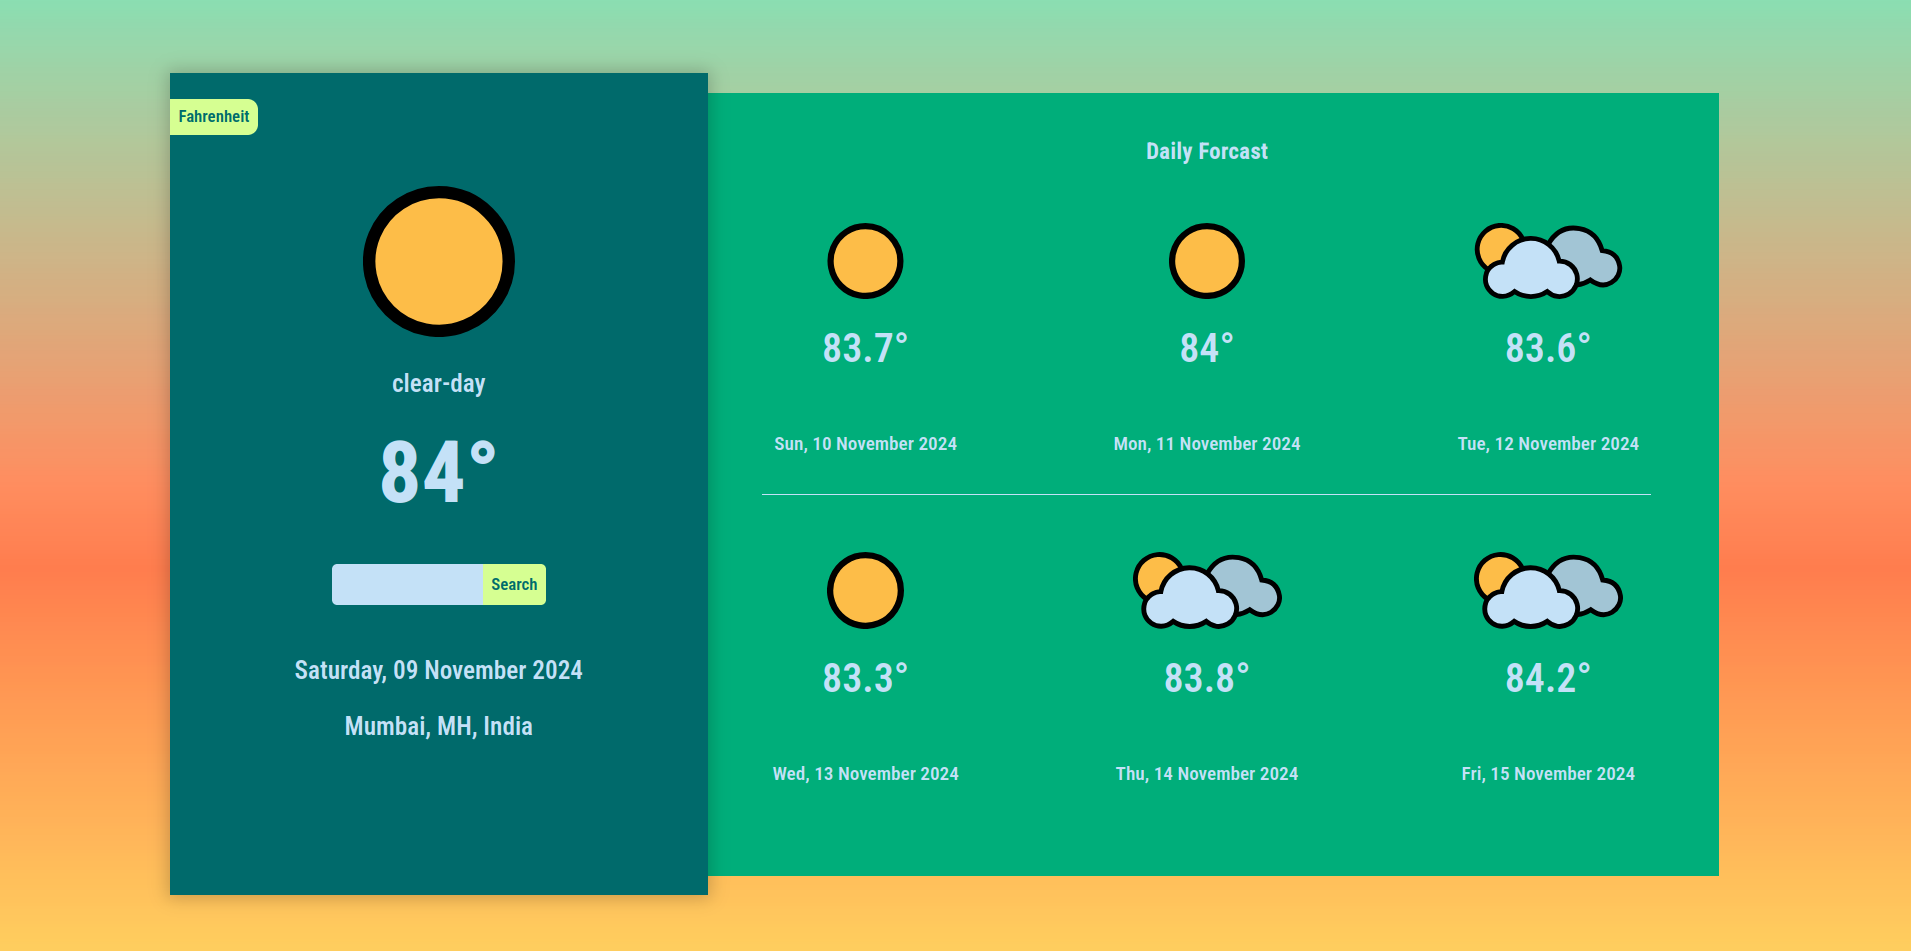 Fahrenheit
clear-day
84°
Search
Saturday, 09 November 2024
Mumbai, MH, India
Daily Forcast
83.7°
84°
83.6°
Sun, 10 November 2024
Mon, 11 November 2024
Tue, 12 November 2024
83.3°
83.8°
84.2°
Wed, 13 November 2024
Thu, 14 November 2024
Fri, 15 November 2024